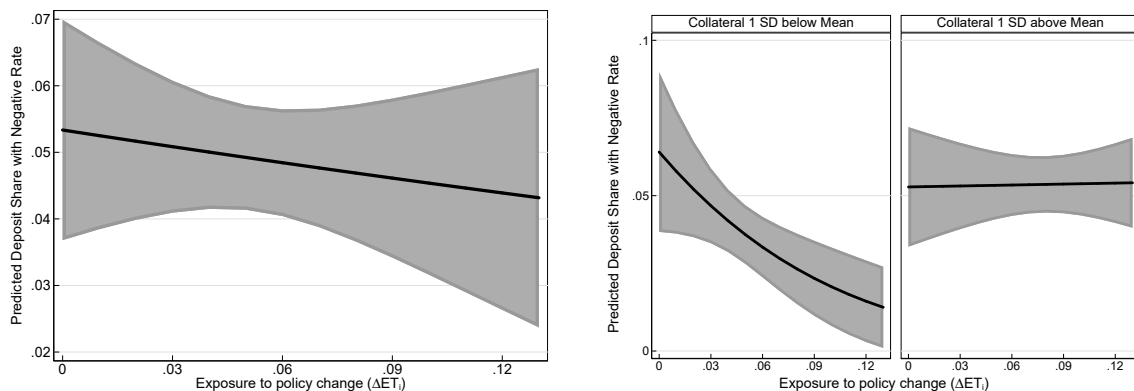 Predicted Deposit Share with Negative Rate
.07
.06
.05
.04
.03
.02
0 .03 .06 .09 .12
Exposure to policy change (ΔETᵢ)
Collateral 1 SD below Mean
Collateral 1 SD above Mean
Predicted Deposit Share with Negative Rate
.1
.05
0
0 .03 .06 .09 .12
0 .03 .06 .09 .12
Exposure to policy change (ΔETᵢ)